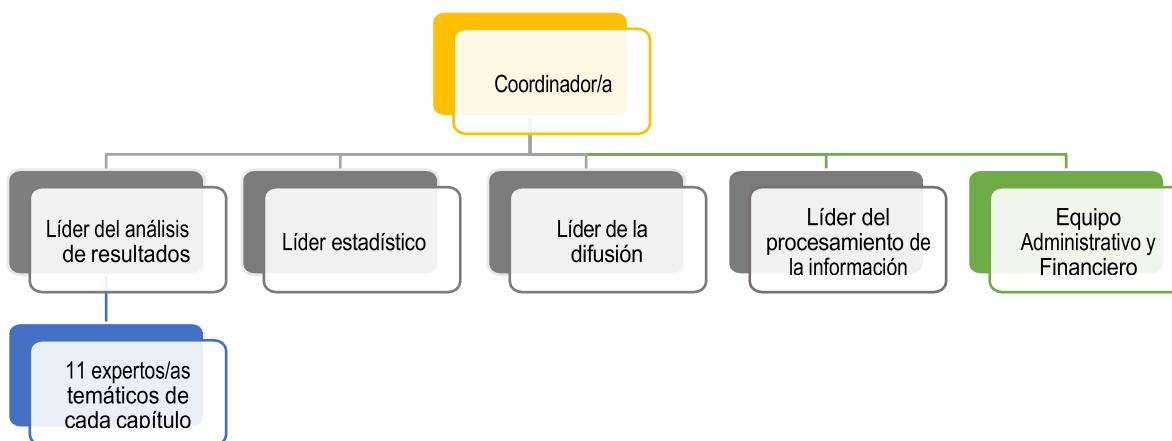 Coordinador/a
Líder del análisis
de resultados
Líder estadístico
Líder de la
difusión
Líder del
procesamiento de
la información
Equipo
Administrativo y
Financiero
11 expertos/as
temáticos de
cada capítulo